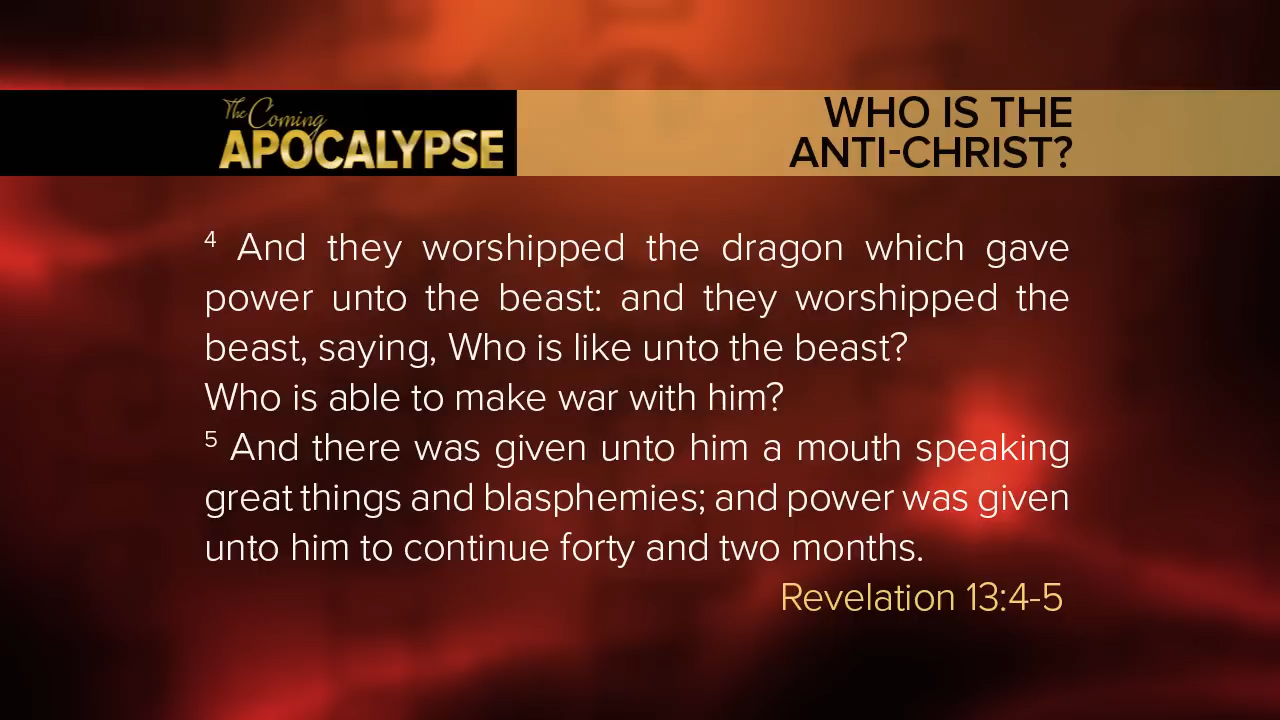 The Coming
APOCALYPSE
WHO IS THE
ANTI-CHRIST?
4 And they worshipped the dragon which gave
power unto the beast: and they worshipped the
beast, saying, Who is like unto the beast?
Who is able to make war with him?
5 And there was given unto him a mouth speaking
great things and blasphemies; and power was given
unto him to continue forty and two months.
Revelation 13:4-5